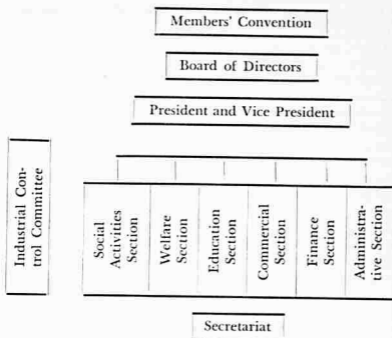 Members' Convention
Board of Directors
President and Vice President
Industrial Con-
trol Committee
Social
Activities
Section
Welfare
Section
Education
Section
Commercial
Section
Finance
Section
Administra-
tive Section
Secretariat